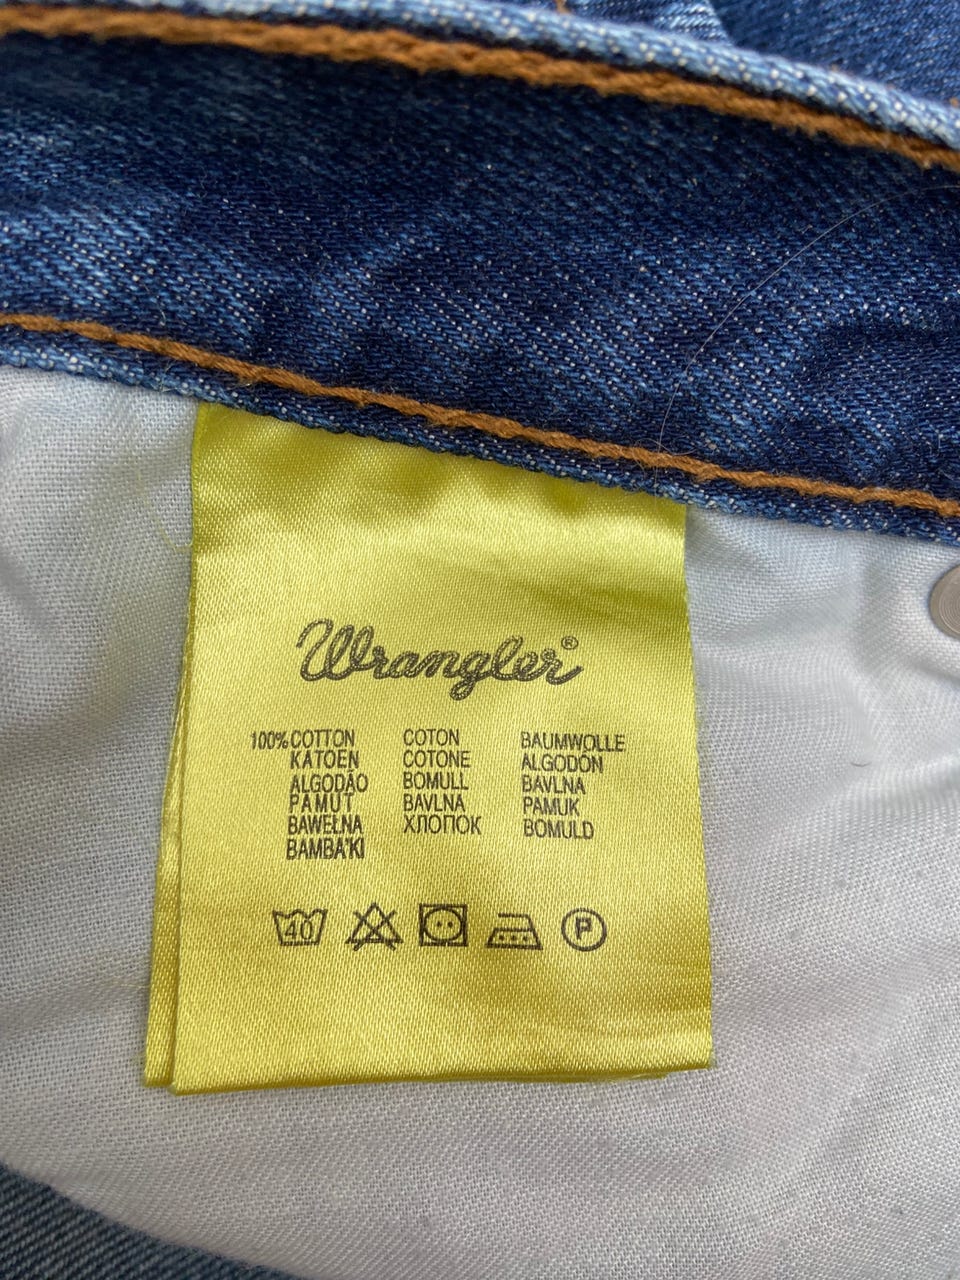 Wrangler®
100% COTTON COTON BAUMWOLLE
KATOEN COTONE ALGODÓN
ALGODÃO BOMULL BAVLNA
PAMUT BAVLNA PAMUK
BAWEŁNA ХЛОПОК BOMULD
BAMBA'KI
40 P